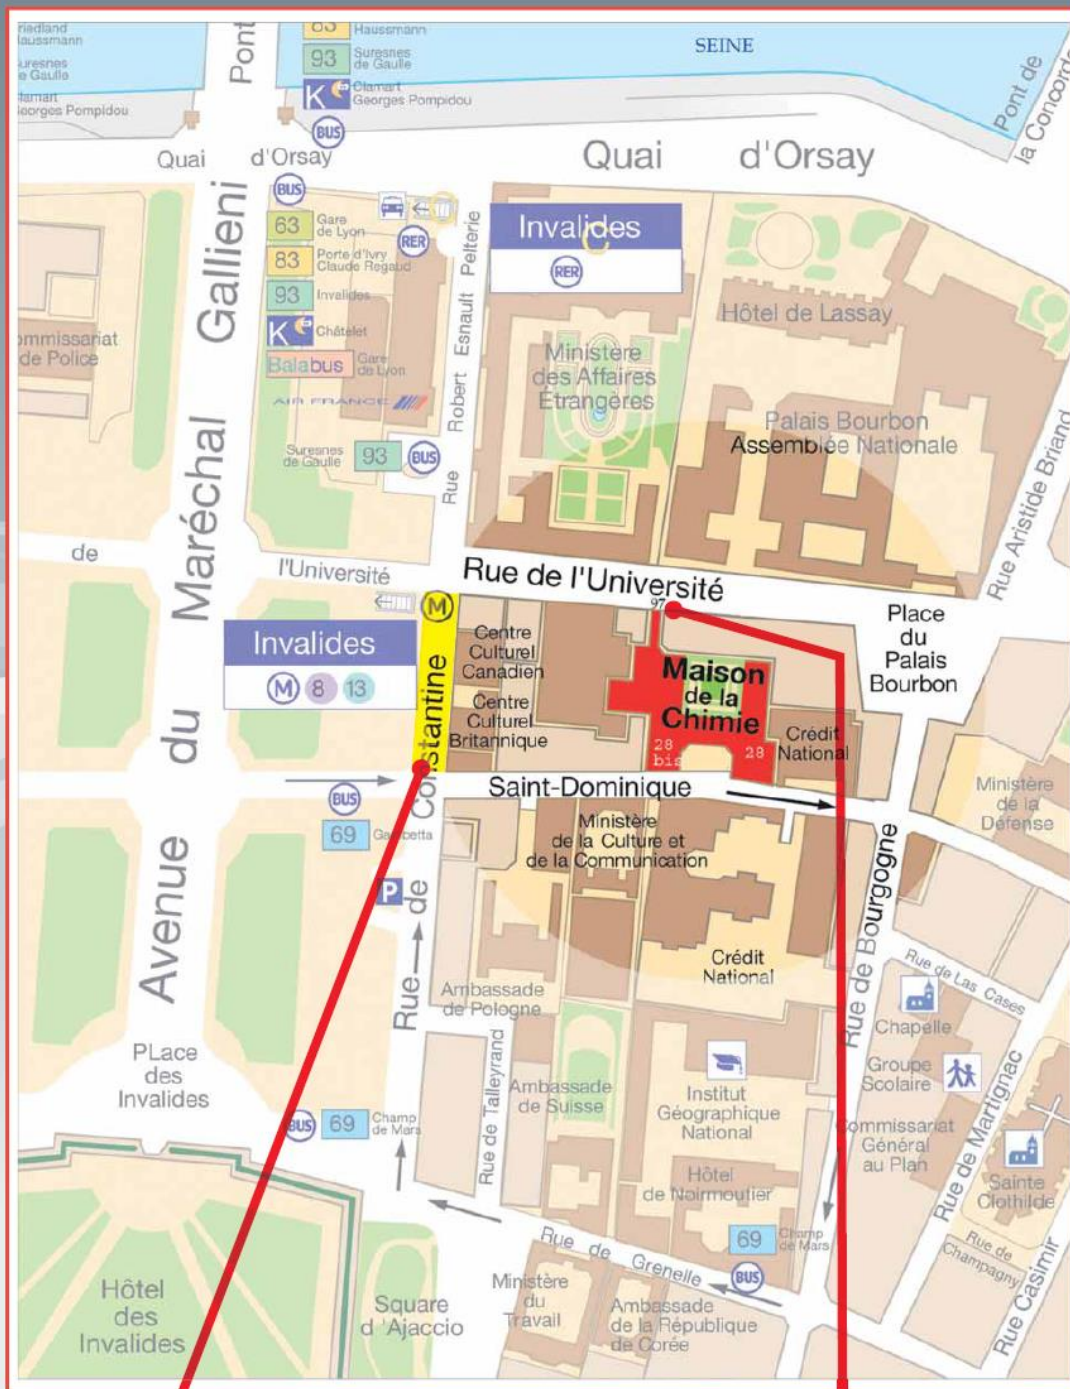 Haussmann
Pont
83
Haussmann
93
Suresnes
de Gaulle
K
Clamart
Georges Pompidou
BUS
SEINE
Pont de
la Concorde
Quai d'Orsay
Quai d'Orsay
BUS
63
Gare
de Lyon
83
Porte d'Ivry
Claude Regaud
93
Invalides
K
Châtelet
Balabus
Gare
de Lyon
AIR FRANCE
Suresnes
de Gaulle
93
BUS
RER
Rue Robert Esnault Pelterie
Invalides
C
RER
Ministère
des Affaires
Etrangères
Hôtel de Lassay
Palais Bourbon
Assemblée Nationale
Rue Aristide Briand
ommissariat
de Police
Avenue du Maréchal Gallieni
de
l'Université
Rue de l'Université
97
Place
du
Palais
Bourbon
M
Invalides
M 8 13
Centre
Culturel
Canadien
Centre
Culturel
Britannique
Maison
de la
Chimie
28
bis
28
Crédit
National
Rue de Constantine
Saint-Dominique
BUS
69
Gambetta
P
Ministère
de la Culture et
de la Communication
Ministère
de la
Défense
Crédit
National
Rue de Bourgogne
Rue de Las Cases
Chapelle
Groupe
Scolaire
Commissariat
Général
au Plan
Rue de Martignac
Sainte
Clothilde
Rue de
Champagny
Rue Casimir
Ambassade
de Pologne
Rue de Talleyrand
Ambassade
de Suisse
Institut
Géographique
National
Hôtel
de Noirmoutier
PLace
des
Invalides
BUS
69
Champ
de Mars
69
Champ
de Mars
BUS
Rue de Grenelle
Hôtel
des
Invalides
Square
d'Ajaccio
Ministère
du
Travail
Ambassade
de la République
de Corée